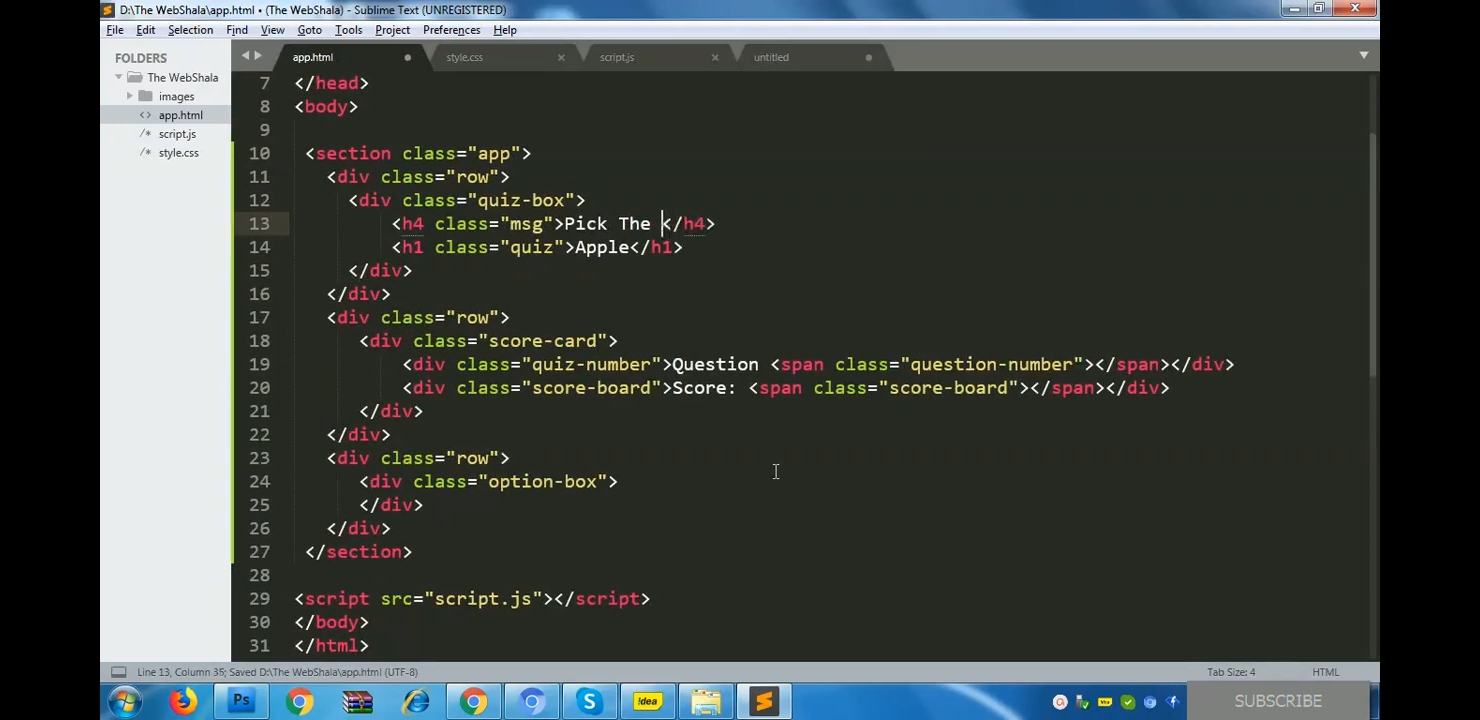 D:\The WebShala\app.html • (The WebShala) - Sublime Text (UNREGISTERED)
File Edit Selection Find View Goto Tools Project Preferences Help
FOLDERS
The WebShala
images
<> app.html
/* script.js
/* style.css
app.html style.css script.js untitled
7 </head>
8 <body>
9
10 <section class="app">
11 <div class="row">
12 <div class="quiz-box">
13 <h4 class="msg">Pick The </h4>
14 <h1 class="quiz">Apple</h1>
15 </div>
16 </div>
17 <div class="row">
18 <div class="score-card">
19 <div class="quiz-number">Question <span class="question-number"></span></div>
20 <div class="score-board">Score: <span class="score-board"></span></div>
21 </div>
22 </div>
23 <div class="row">
24 <div class="option-box">
25 </div>
26 </div>
27 </section>
28
29 <script src="script.js"></script>
30 </body>
31 </html>
Line 13, Column 35; Saved D:\The WebShala\app.html (UTF-8) Tab Size: 4 HTML
Ps
S
!dea
SUBSCRIBE